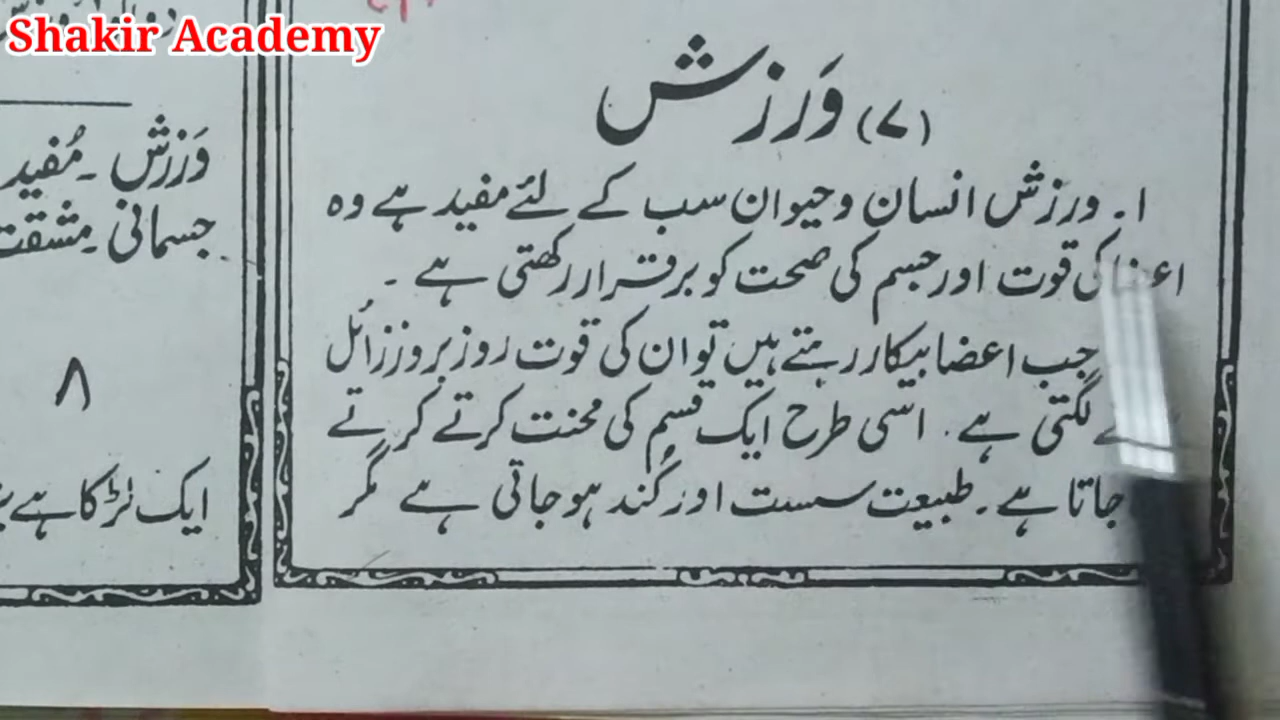 Shakir Academy
(۷) وَرزش
۱۔ ورزش انسان و حیوان سب کے لئے مفید ہے وہ
اعضا کی قوت اور جسم کی صحت کو برقرار رکھتی ہے ۔
جب اعضا بیکار رہتے ہیں تو ان کی قوت روز بروز زائل
لگتی ہے ۔ اسی طرح ایک قسم کی محنت کرتے کرتے
جاتا ہے ۔ طبیعت سست اور کُند ہو جاتی ہے مگر
وَرزش ۔ مُفید
جسمانی ۔ مشقت
۸
ایک لڑکا ہے